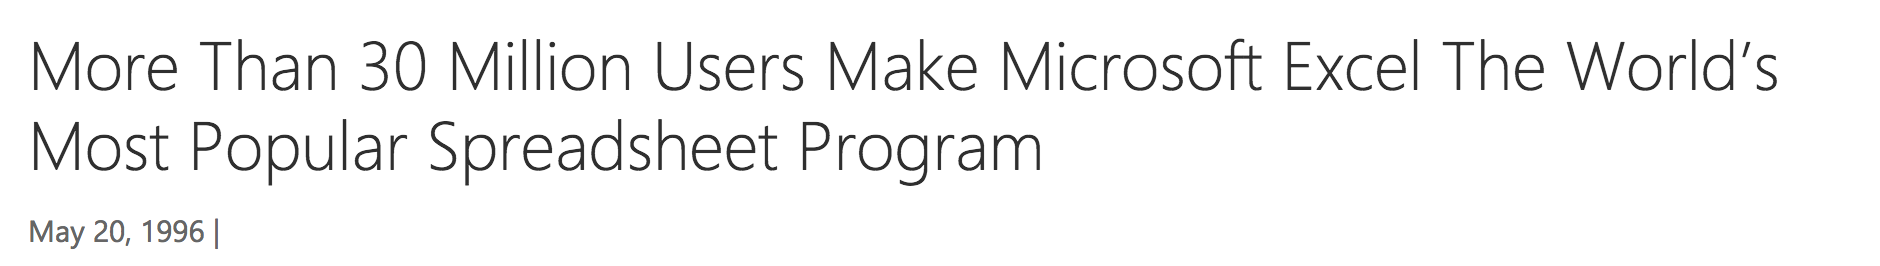 More Than 30 Million Users Make Microsoft Excel The World’s
Most Popular Spreadsheet Program
May 20, 1996 |